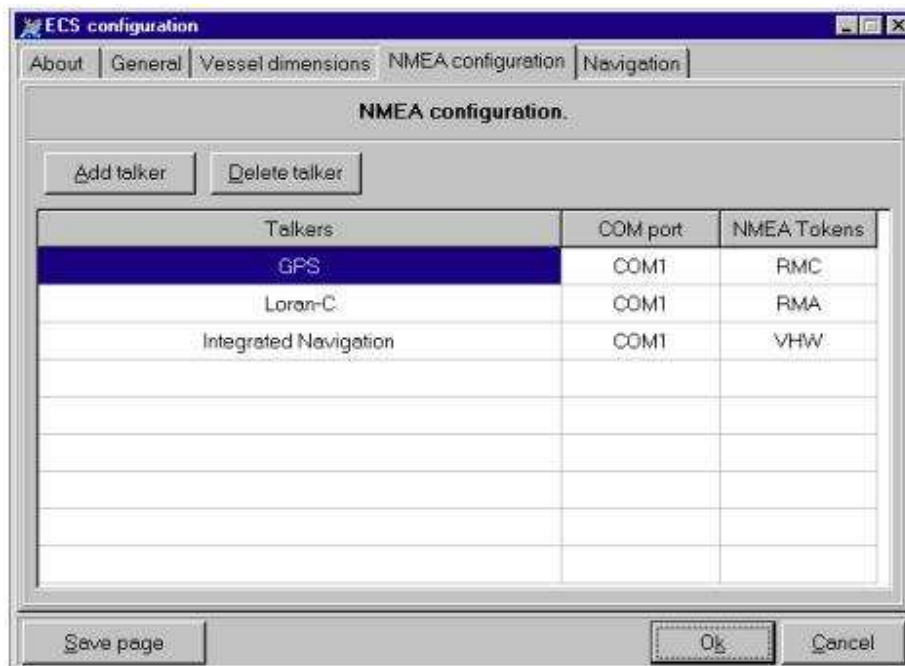 ECS configuration
About General Vessel dimensions NMEA configuration Navigation
NMEA configuration.
Add talker Delete talker
Talkers COM port NMEA Tokens
GPS COM1 RMC
Loran-C COM1 RMA
Integrated Navigation COM1 VHW
Save page Ok Cancel